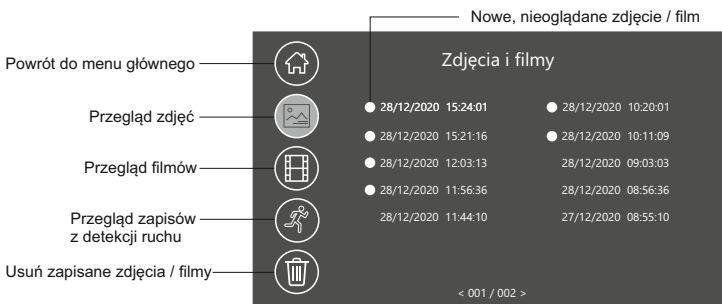 Nowe, nieoglądane zdjęcie / film
Powrót do menu głównego
Przegląd zdjęć
Przegląd filmów
Przegląd zapisów
z detekcji ruchu
Usuń zapisane zdjęcia / filmy
Zdjęcia i filmy
28/12/2020 15:24:01
28/12/2020 15:21:16
28/12/2020 12:03:13
28/12/2020 11:56:36
28/12/2020 11:44:10
28/12/2020 10:20:01
28/12/2020 10:11:09
28/12/2020 09:03:03
28/12/2020 08:56:36
27/12/2020 08:55:10
< 001 / 002 >